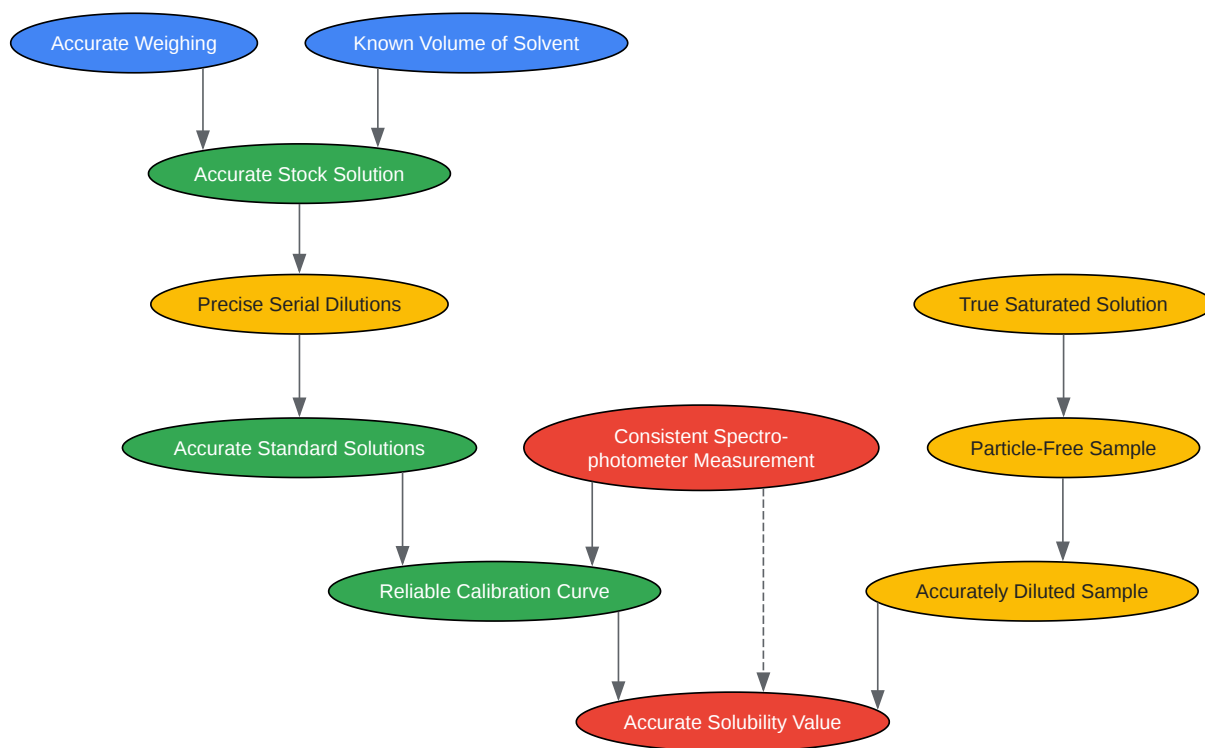 Accurate Weighing
Known Volume of Solvent
Accurate Stock Solution
Precise Serial Dilutions
True Saturated Solution
Accurate Standard Solutions
Consistent Spectro-
photometer Measurement
Particle-Free Sample
Reliable Calibration Curve
Accurately Diluted Sample
Accurate Solubility Value